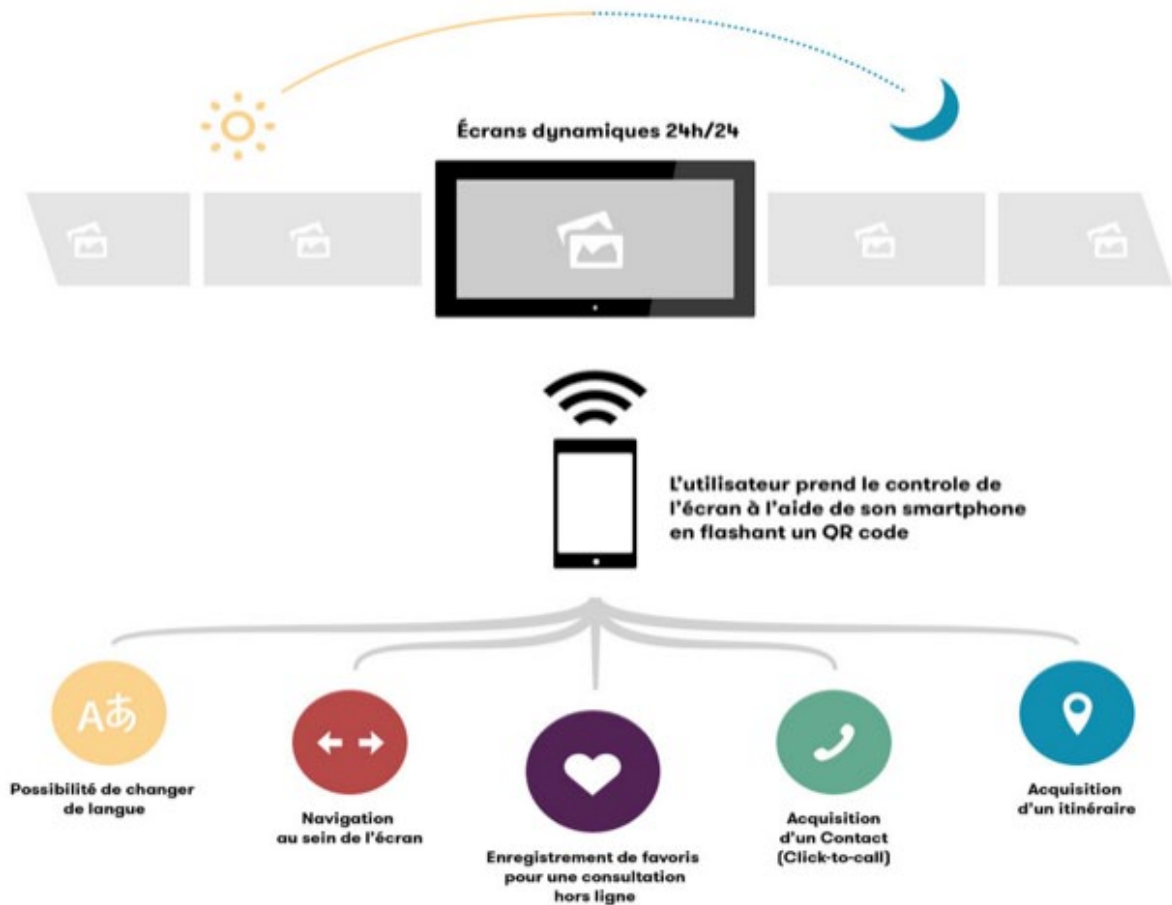 Écrans dynamiques 24h/24
L'utilisateur prend le controle de
l'écran à l'aide de son smartphone
en flashant un QR code
Aあ
Possibilité de changer
de langue
Navigation
au sein de l'écran
Enregistrement de favoris
pour une consultation
hors ligne
Acquisition
d'un Contact
(Click-to-call)
Acquisition
d'un itinéraire